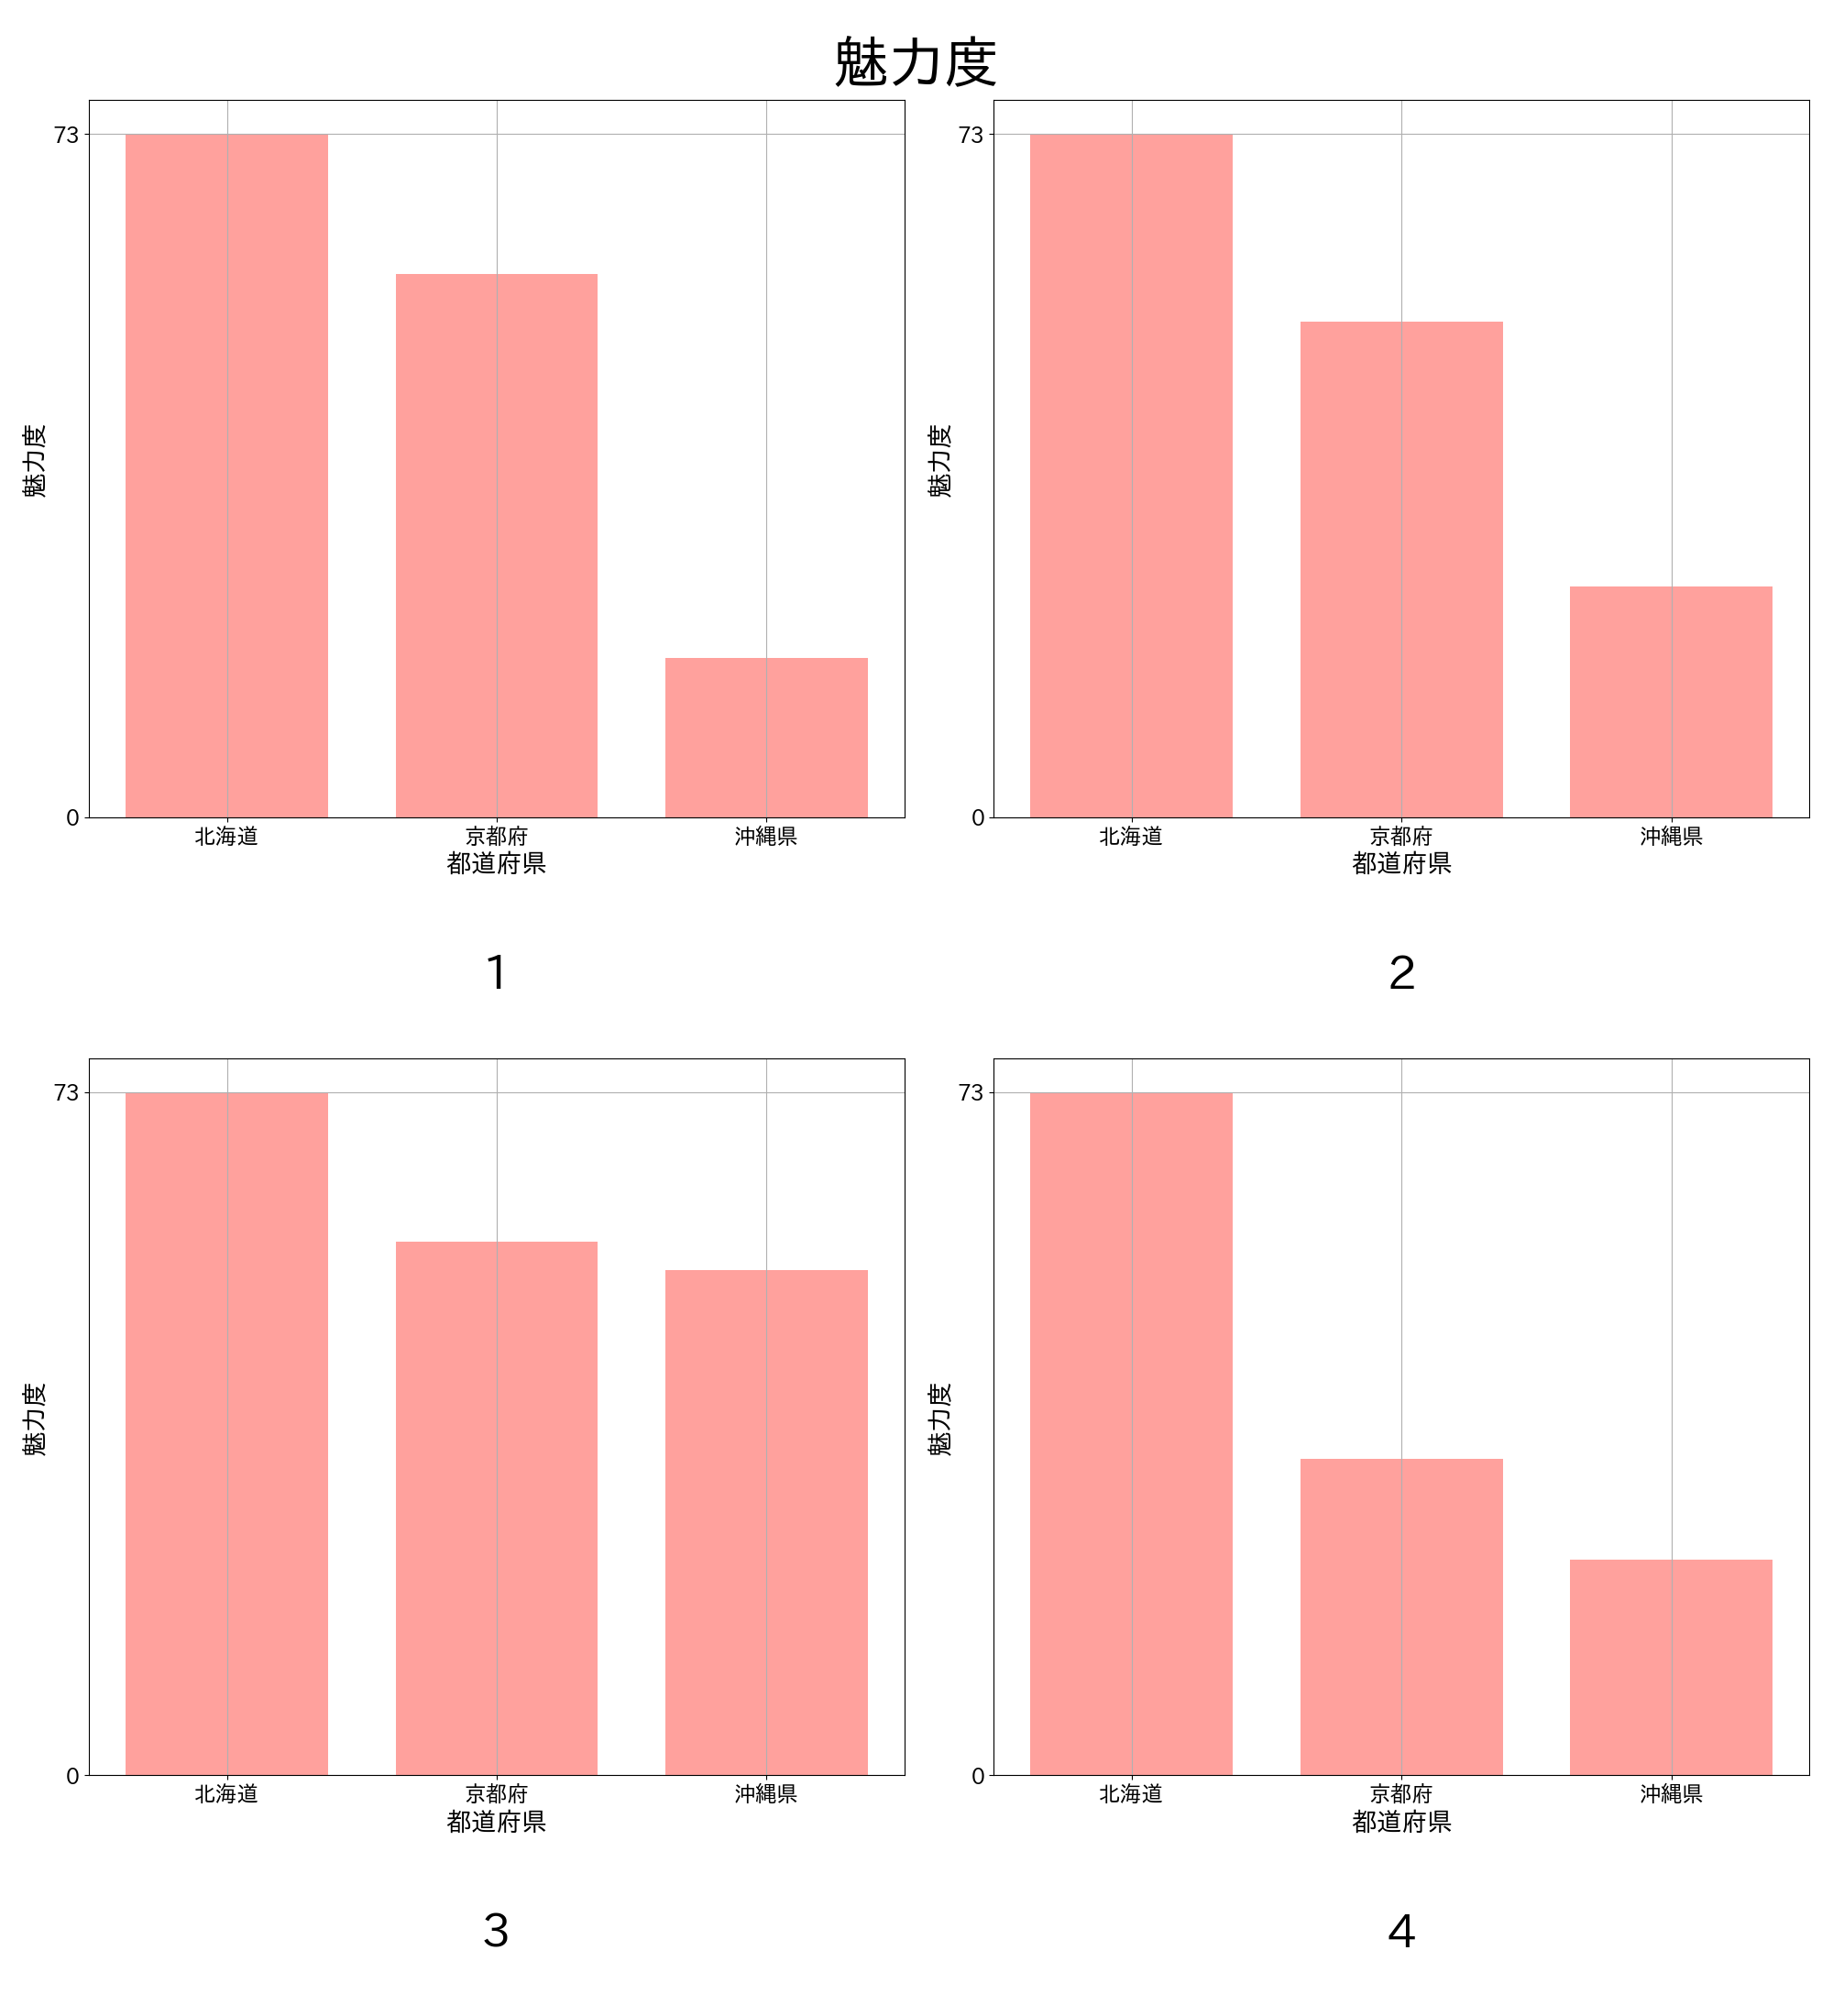 魅力度
73
0
魅力度
北海道 京都府 沖縄県
都道府県
1
73
0
魅力度
北海道 京都府 沖縄県
都道府県
2
73
0
魅力度
北海道 京都府 沖縄県
都道府県
3
73
0
魅力度
北海道 京都府 沖縄県
都道府県
4